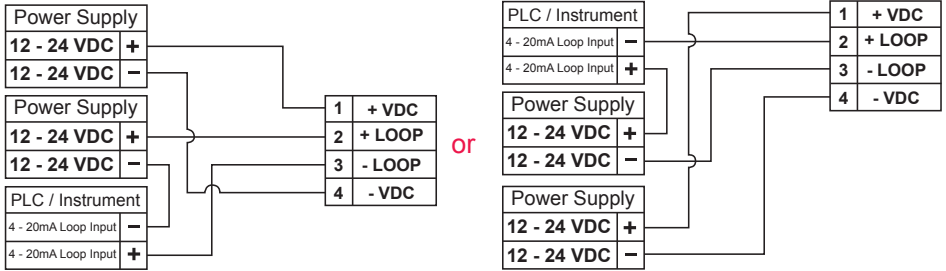 Power Supply
12 - 24 VDC +
12 - 24 VDC −
Power Supply
12 - 24 VDC +
12 - 24 VDC −
PLC / Instrument
4 - 20mA Loop Input −
4 - 20mA Loop Input +
1 + VDC
2 + LOOP
3 - LOOP
4 - VDC
or
PLC / Instrument
4 - 20mA Loop Input −
4 - 20mA Loop Input +
Power Supply
12 - 24 VDC +
12 - 24 VDC −
Power Supply
12 - 24 VDC +
12 - 24 VDC −
1 + VDC
2 + LOOP
3 - LOOP
4 - VDC